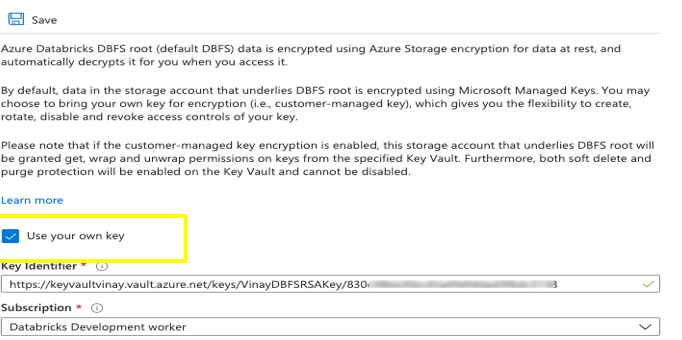 Save
Azure Databricks DBFS root (default DBFS) data is encrypted using Azure Storage encryption for data at rest, and
automatically decrypts it for you when you access it.
By default, data in the storage account that underlies DBFS root is encrypted using Microsoft Managed Keys. You may
choose to bring your own key for encryption (i.e., customer-managed key), which gives you the flexibility to create,
rotate, disable and revoke access controls of your key.
Please note that if the customer-managed key encryption is enabled, this storage account that underlies DBFS root will
be granted get, wrap and unwrap permissions on keys from the specified Key Vault. Furthermore, both soft delete and
purge protection will be enabled on the Key Vault and cannot be disabled.
Learn more
Use your own key
Key Identifier *
https://keyvaultvinay.vault.azure.net/keys/VinayDBFSRSAKey/830
Subscription *
Databricks Development worker